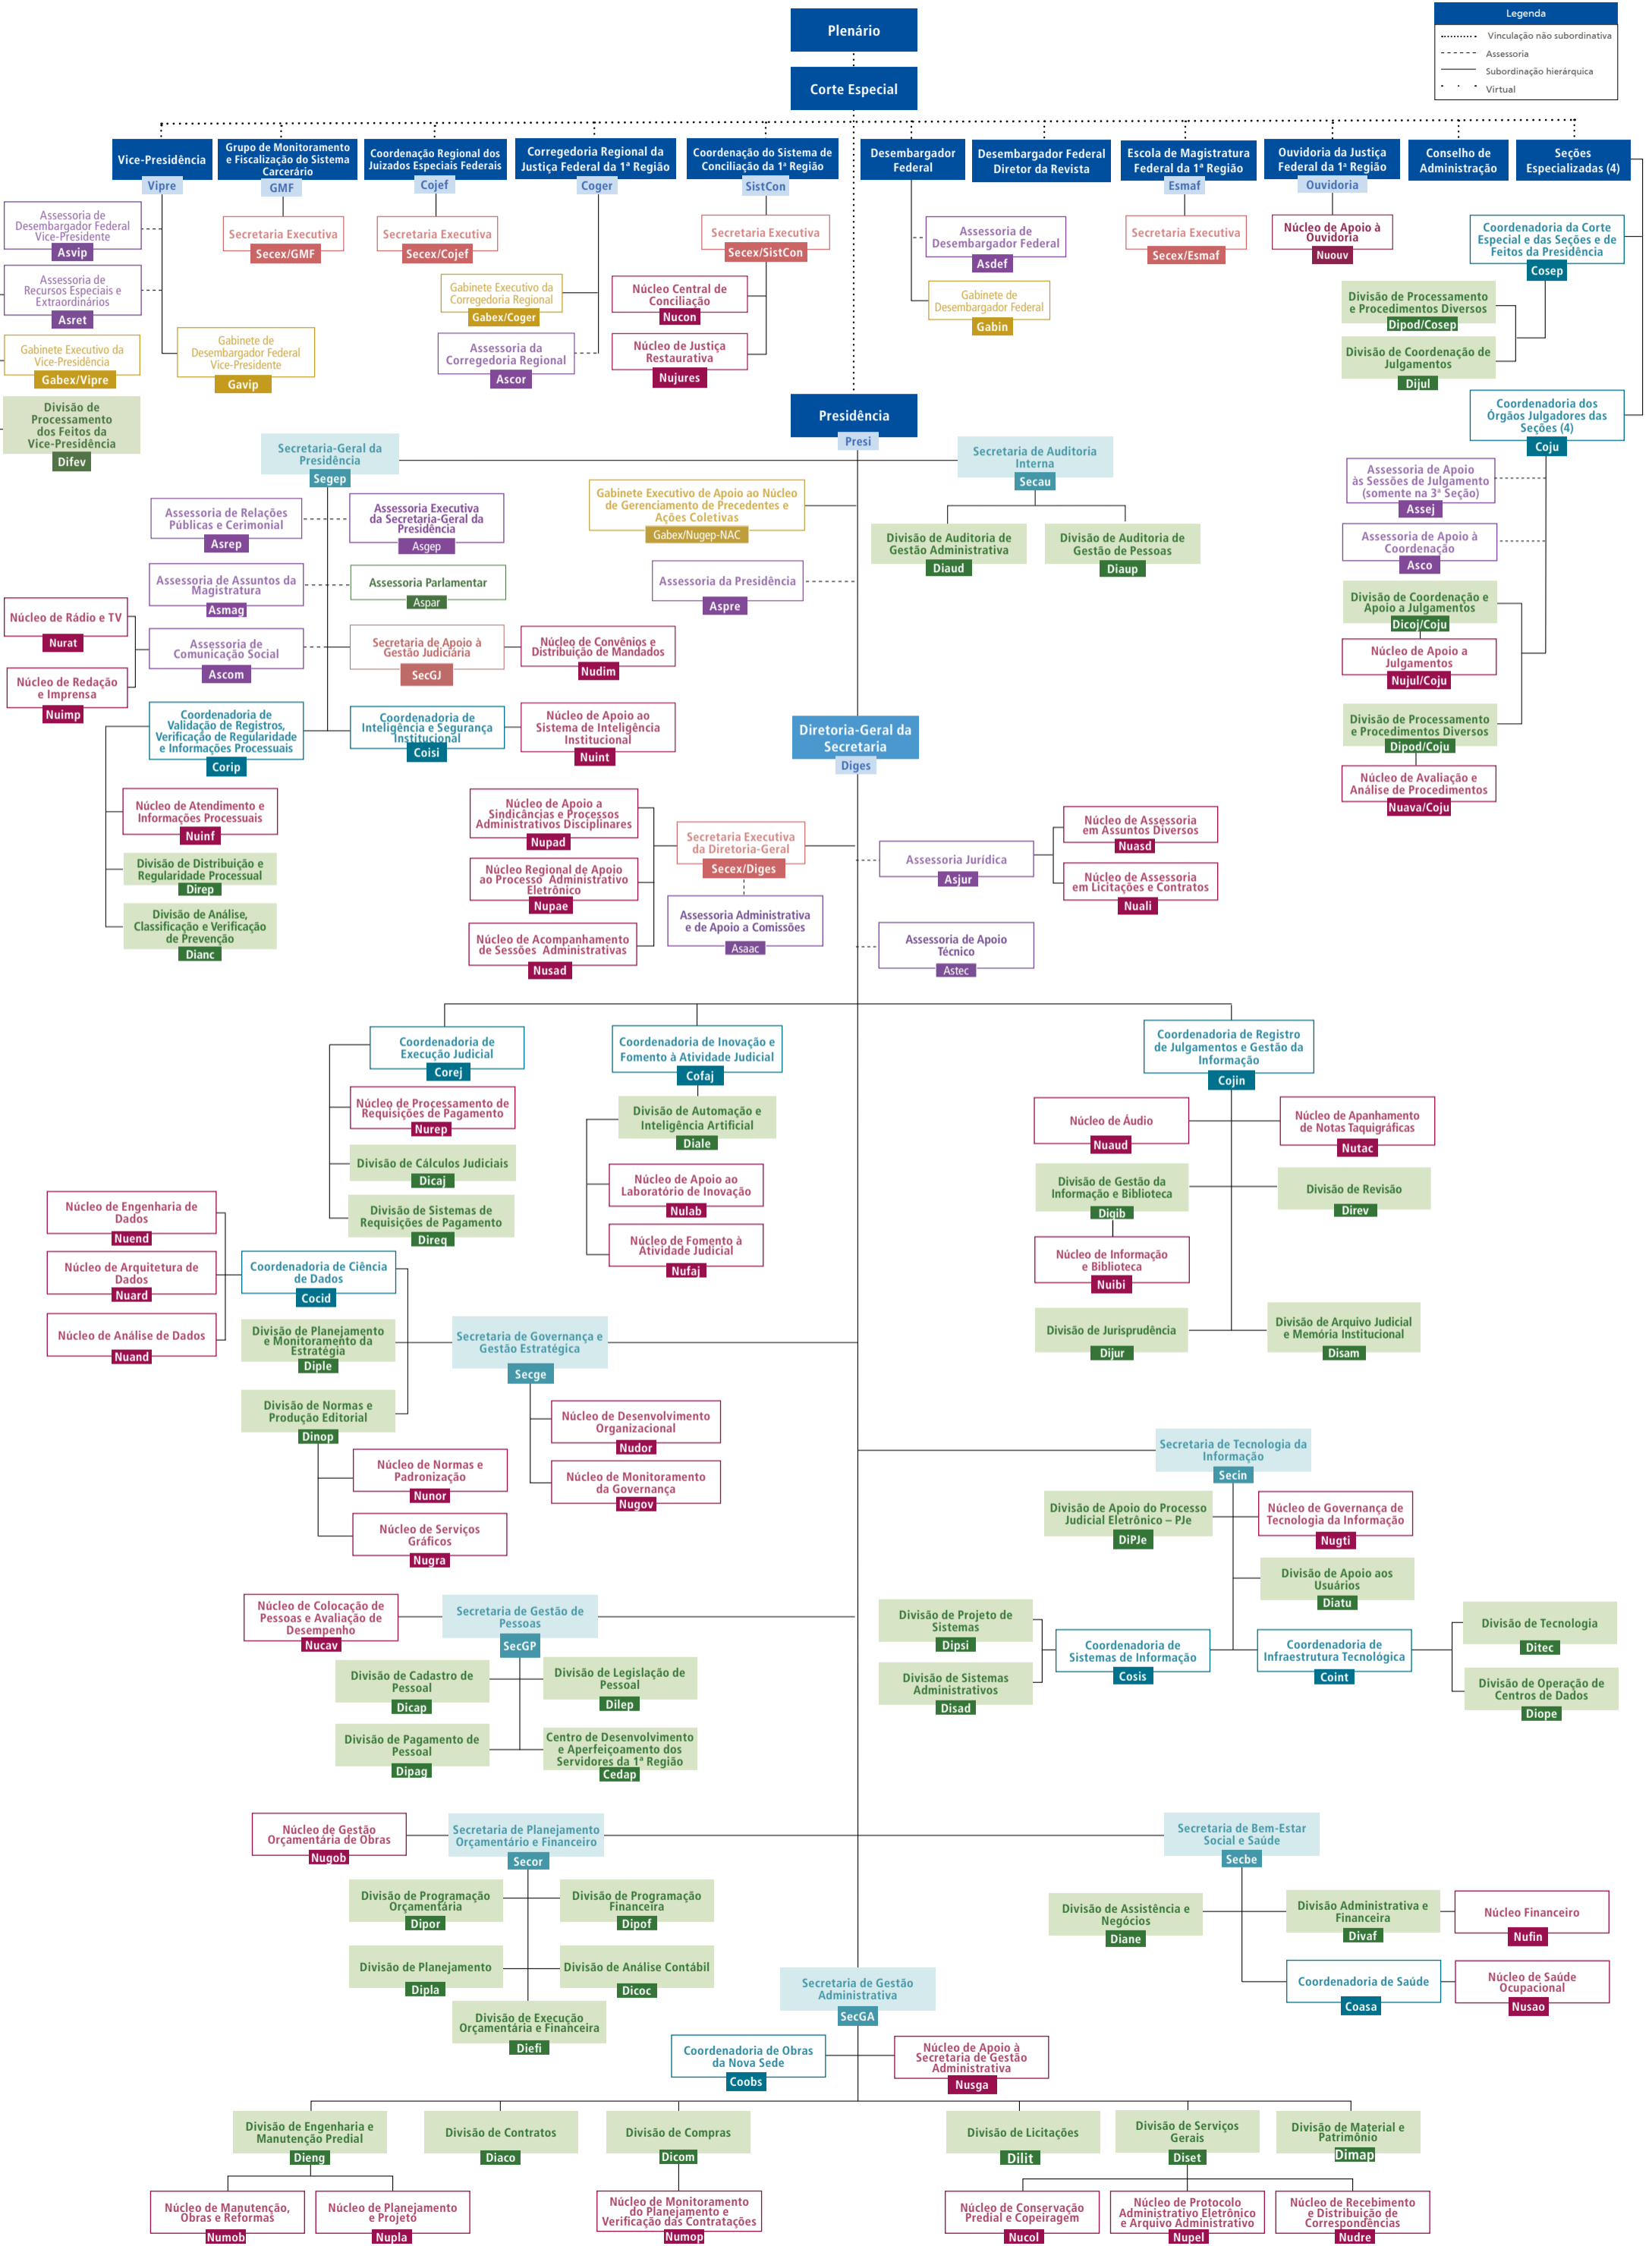 Plenário
Legenda
Vinculação não subordinativa
Assessoria
Subordinação hierárquica
Virtual
Corte Especial
Vice-Presidência
Vipre
Grupo de Monitoramento
e Fiscalização do Sistema
Carcerário
GMF
Coordenação Regional dos
Juizados Especiais Federais
Cojef
Corregedoria Regional da
Justiça Federal da 1ª Região
Coger
Coordenação do Sistema de
Conciliação da 1ª Região
SistCon
Desembargador
Federal
Desembargador Federal
Diretor da Revista
Escola de Magistratura
Federal da 1ª Região
Esmaf
Ouvidoria da Justiça
Federal da 1ª Região
Ouvidoria
Conselho de
Administração
Seções
Especializadas (4)
Assessoria de
Desembargador Federal
Vice-Presidente
Asvip
Assessoria de
Recursos Especiais e
Extraordinários
Asret
Gabinete Executivo da
Vice-Presidência
Gabex/Vipre
Gabinete de
Desembargador Federal
Vice-Presidente
Gavip
Divisão de
Processamento
dos Feitos da
Vice-Presidência
Difev
Secretaria Executiva
Secex/GMF
Secretaria Executiva
Secex/Cojef
Gabinete Executivo da
Corregedoria Regional
Gabex/Coger
Assessoria da
Corregedoria Regional
Ascor
Secretaria Executiva
Secex/SistCon
Núcleo Central de
Conciliação
Nucon
Núcleo de Justiça
Restaurativa
Nujures
Assessoria de
Desembargador Federal
Asdef
Gabinete de
Desembargador Federal
Gabin
Secretaria Executiva
Secex/Esmaf
Núcleo de Apoio à
Ouvidoria
Nuouv
Coordenadoria da Corte
Especial e das Seções e de
Feitos da Presidência
Cosep
Divisão de Processamento
e Procedimentos Diversos
Dipod/Cosep
Divisão de Coordenação de
Julgamentos
Dijul
Coordenadoria dos
Órgãos Julgadores das
Seções (4)
Coju
Assessoria de Apoio
às Sessões de Julgamento
(somente na 3ª Seção)
Assej
Assessoria de Apoio à
Coordenação
Asco
Divisão de Coordenação e
Apoio a Julgamentos
Dicoj/Coju
Núcleo de Apoio a
Julgamentos
Nujul/Coju
Divisão de Processamento
e Procedimentos Diversos
Dipod/Coju
Núcleo de Avaliação e
Análise de Procedimentos
Nuava/Coju
Presidência
Presi
Secretaria-Geral da
Presidência
Segep
Secretaria de Auditoria
Interna
Secau
Divisão de Auditoria de
Gestão Administrativa
Diaud
Divisão de Auditoria de
Gestão de Pessoas
Diaup
Gabinete Executivo de Apoio ao Núcleo
de Gerenciamento de Precedentes e
Ações Coletivas
Gabex/Nugep-NAC
Assessoria da Presidência
Aspre
Assessoria de Relações
Públicas e Cerimonial
Asrep
Assessoria Executiva
da Secretaria-Geral da
Presidência
Asgep
Assessoria de Assuntos da
Magistratura
Asmag
Assessoria Parlamentar
Aspar
Núcleo de Rádio e TV
Nurat
Núcleo de Redação
e Imprensa
Nuimp
Assessoria de
Comunicação Social
Ascom
Secretaria de Apoio à
Gestão Judiciária
SecGJ
Núcleo de Convênios e
Distribuição de Mandados
Nudim
Coordenadoria de
Validação de Registros,
Verificação de Regularidade
e Informações Processuais
Corip
Coordenadoria de
Inteligência e Segurança
Institucional
Coisi
Núcleo de Apoio ao
Sistema de Inteligência
Institucional
Nuint
Núcleo de Atendimento e
Informações Processuais
Nuinf
Divisão de Distribuição e
Regularidade Processual
Direp
Divisão de Análise,
Classificação e Verificação
de Prevenção
Dianc
Diretoria-Geral da
Secretaria
Diges
Núcleo de Apoio a
Sindicâncias e Processos
Administrativos Disciplinares
Nupad
Núcleo Regional de Apoio
ao Processo Administrativo
Eletrônico
Nupae
Núcleo de Acompanhamento
de Sessões Administrativas
Nusad
Secretaria Executiva
da Diretoria-Geral
Secex/Diges
Assessoria Administrativa
e de Apoio a Comissões
Asaac
Assessoria Jurídica
Asjur
Núcleo de Assessoria
em Assuntos Diversos
Nuasd
Núcleo de Assessoria
em Licitações e Contratos
Nuali
Assessoria de Apoio
Técnico
Astec
Coordenadoria de
Execução Judicial
Corej
Núcleo de Processamento de
Requisições de Pagamento
Nurep
Divisão de Cálculos Judiciais
Dicaj
Divisão de Sistemas de
Requisições de Pagamento
Direq
Coordenadoria de Inovação e
Fomento à Atividade Judicial
Cofaj
Divisão de Automação e
Inteligência Artificial
Diale
Núcleo de Apoio ao
Laboratório de Inovação
Nulab
Núcleo de Fomento à
Atividade Judicial
Nufaj
Coordenadoria de Registro
de Julgamentos e Gestão da
Informação
Cojin
Núcleo de Áudio
Nuaud
Núcleo de Apanhamento
de Notas Taquigráficas
Nutac
Divisão de Gestão da
Informação e Biblioteca
Digib
Divisão de Revisão
Direv
Núcleo de Informação
e Biblioteca
Nuibi
Divisão de Jurisprudência
Dijur
Divisão de Arquivo Judicial
e Memória Institucional
Disam
Núcleo de Engenharia de
Dados
Nuend
Núcleo de Arquitetura de
Dados
Nuard
Núcleo de Análise de Dados
Nuand
Coordenadoria de Ciência
de Dados
Cocid
Divisão de Planejamento
e Monitoramento da
Estratégia
Diple
Divisão de Normas e
Produção Editorial
Dinop
Núcleo de Normas e
Padronização
Nunor
Núcleo de Serviços
Gráficos
Nugra
Secretaria de Governança e
Gestão Estratégica
Secge
Núcleo de Desenvolvimento
Organizacional
Nudor
Núcleo de Monitoramento
da Governança
Nugov
Secretaria de Tecnologia da
Informação
Secin
Divisão de Apoio do Processo
Judicial Eletrônico – PJe
DiPJe
Núcleo de Governança de
Tecnologia da Informação
Nugti
Divisão de Apoio aos
Usuários
Diatu
Divisão de Projeto de
Sistemas
Dipsi
Divisão de Sistemas
Administrativos
Disad
Coordenadoria de
Sistemas de Informação
Cosis
Coordenadoria de
Infraestrutura Tecnológica
Coint
Divisão de Tecnologia
Ditec
Divisão de Operação de
Centros de Dados
Diope
Núcleo de Colocação de
Pessoas e Avaliação de
Desempenho
Nucav
Secretaria de Gestão de
Pessoas
SecGP
Divisão de Cadastro de
Pessoal
Dicap
Divisão de Legislação de
Pessoal
Dilep
Divisão de Pagamento de
Pessoal
Dipag
Centro de Desenvolvimento
e Aperfeiçoamento dos
Servidores da 1ª Região
Cedap
Núcleo de Gestão
Orçamentária de Obras
Nugob
Secretaria de Planejamento
Orçamentário e Financeiro
Secor
Divisão de Programação
Orçamentária
Dipor
Divisão de Programação
Financeira
Dipof
Divisão de Planejamento
Dipla
Divisão de Análise Contábil
Dicoc
Divisão de Execução
Orçamentária e Financeira
Diefi
Secretaria de Bem-Estar
Social e Saúde
Secbe
Divisão de Assistência e
Negócios
Diane
Divisão Administrativa e
Financeira
Divaf
Núcleo Financeiro
Nufin
Coordenadoria de Saúde
Coasa
Núcleo de Saúde
Ocupacional
Nusao
Secretaria de Gestão
Administrativa
SecGA
Coordenadoria de Obras
da Nova Sede
Coobs
Núcleo de Apoio à
Secretaria de Gestão
Administrativa
Nusga
Divisão de Engenharia e
Manutenção Predial
Dieng
Divisão de Contratos
Diaco
Divisão de Compras
Dicom
Divisão de Licitações
Dilit
Divisão de Serviços
Gerais
Diset
Divisão de Material e
Patrimônio
Dimap
Núcleo de Manutenção,
Obras e Reformas
Numob
Núcleo de Planejamento
e Projeto
Nupla
Núcleo de Monitoramento
do Planejamento e
Verificação das Contratações
Numop
Núcleo de Conservação
Predial e Copeiragem
Nucol
Núcleo de Protocolo
Administrativo Eletrônico
e Arquivo Administrativo
Nupel
Núcleo de Recebimento
e Distribuição de
Correspondências
Nudre